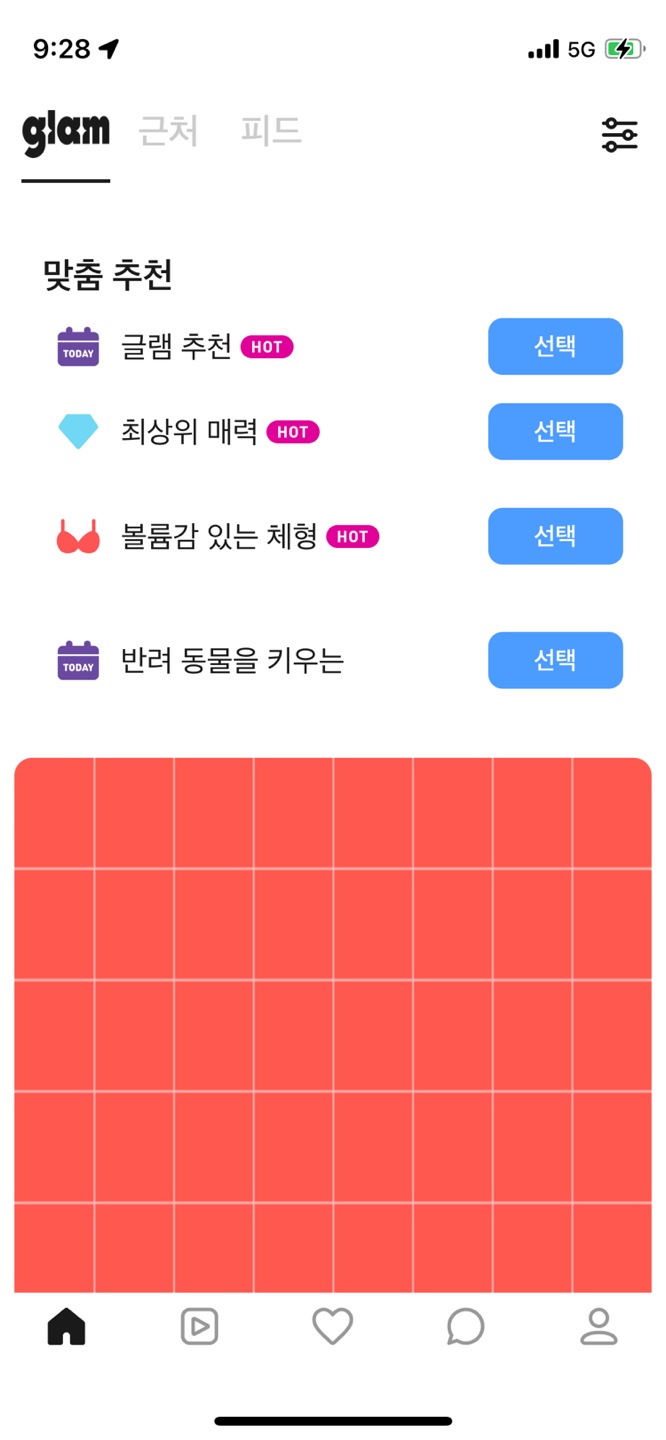 9:28 5G
glam 근처 피드
맞춤 추천
TODAY 글램 추천 HOT 선택
최상위 매력 HOT 선택
볼륨감 있는 체형 HOT 선택
TODAY 반려 동물을 키우는 선택